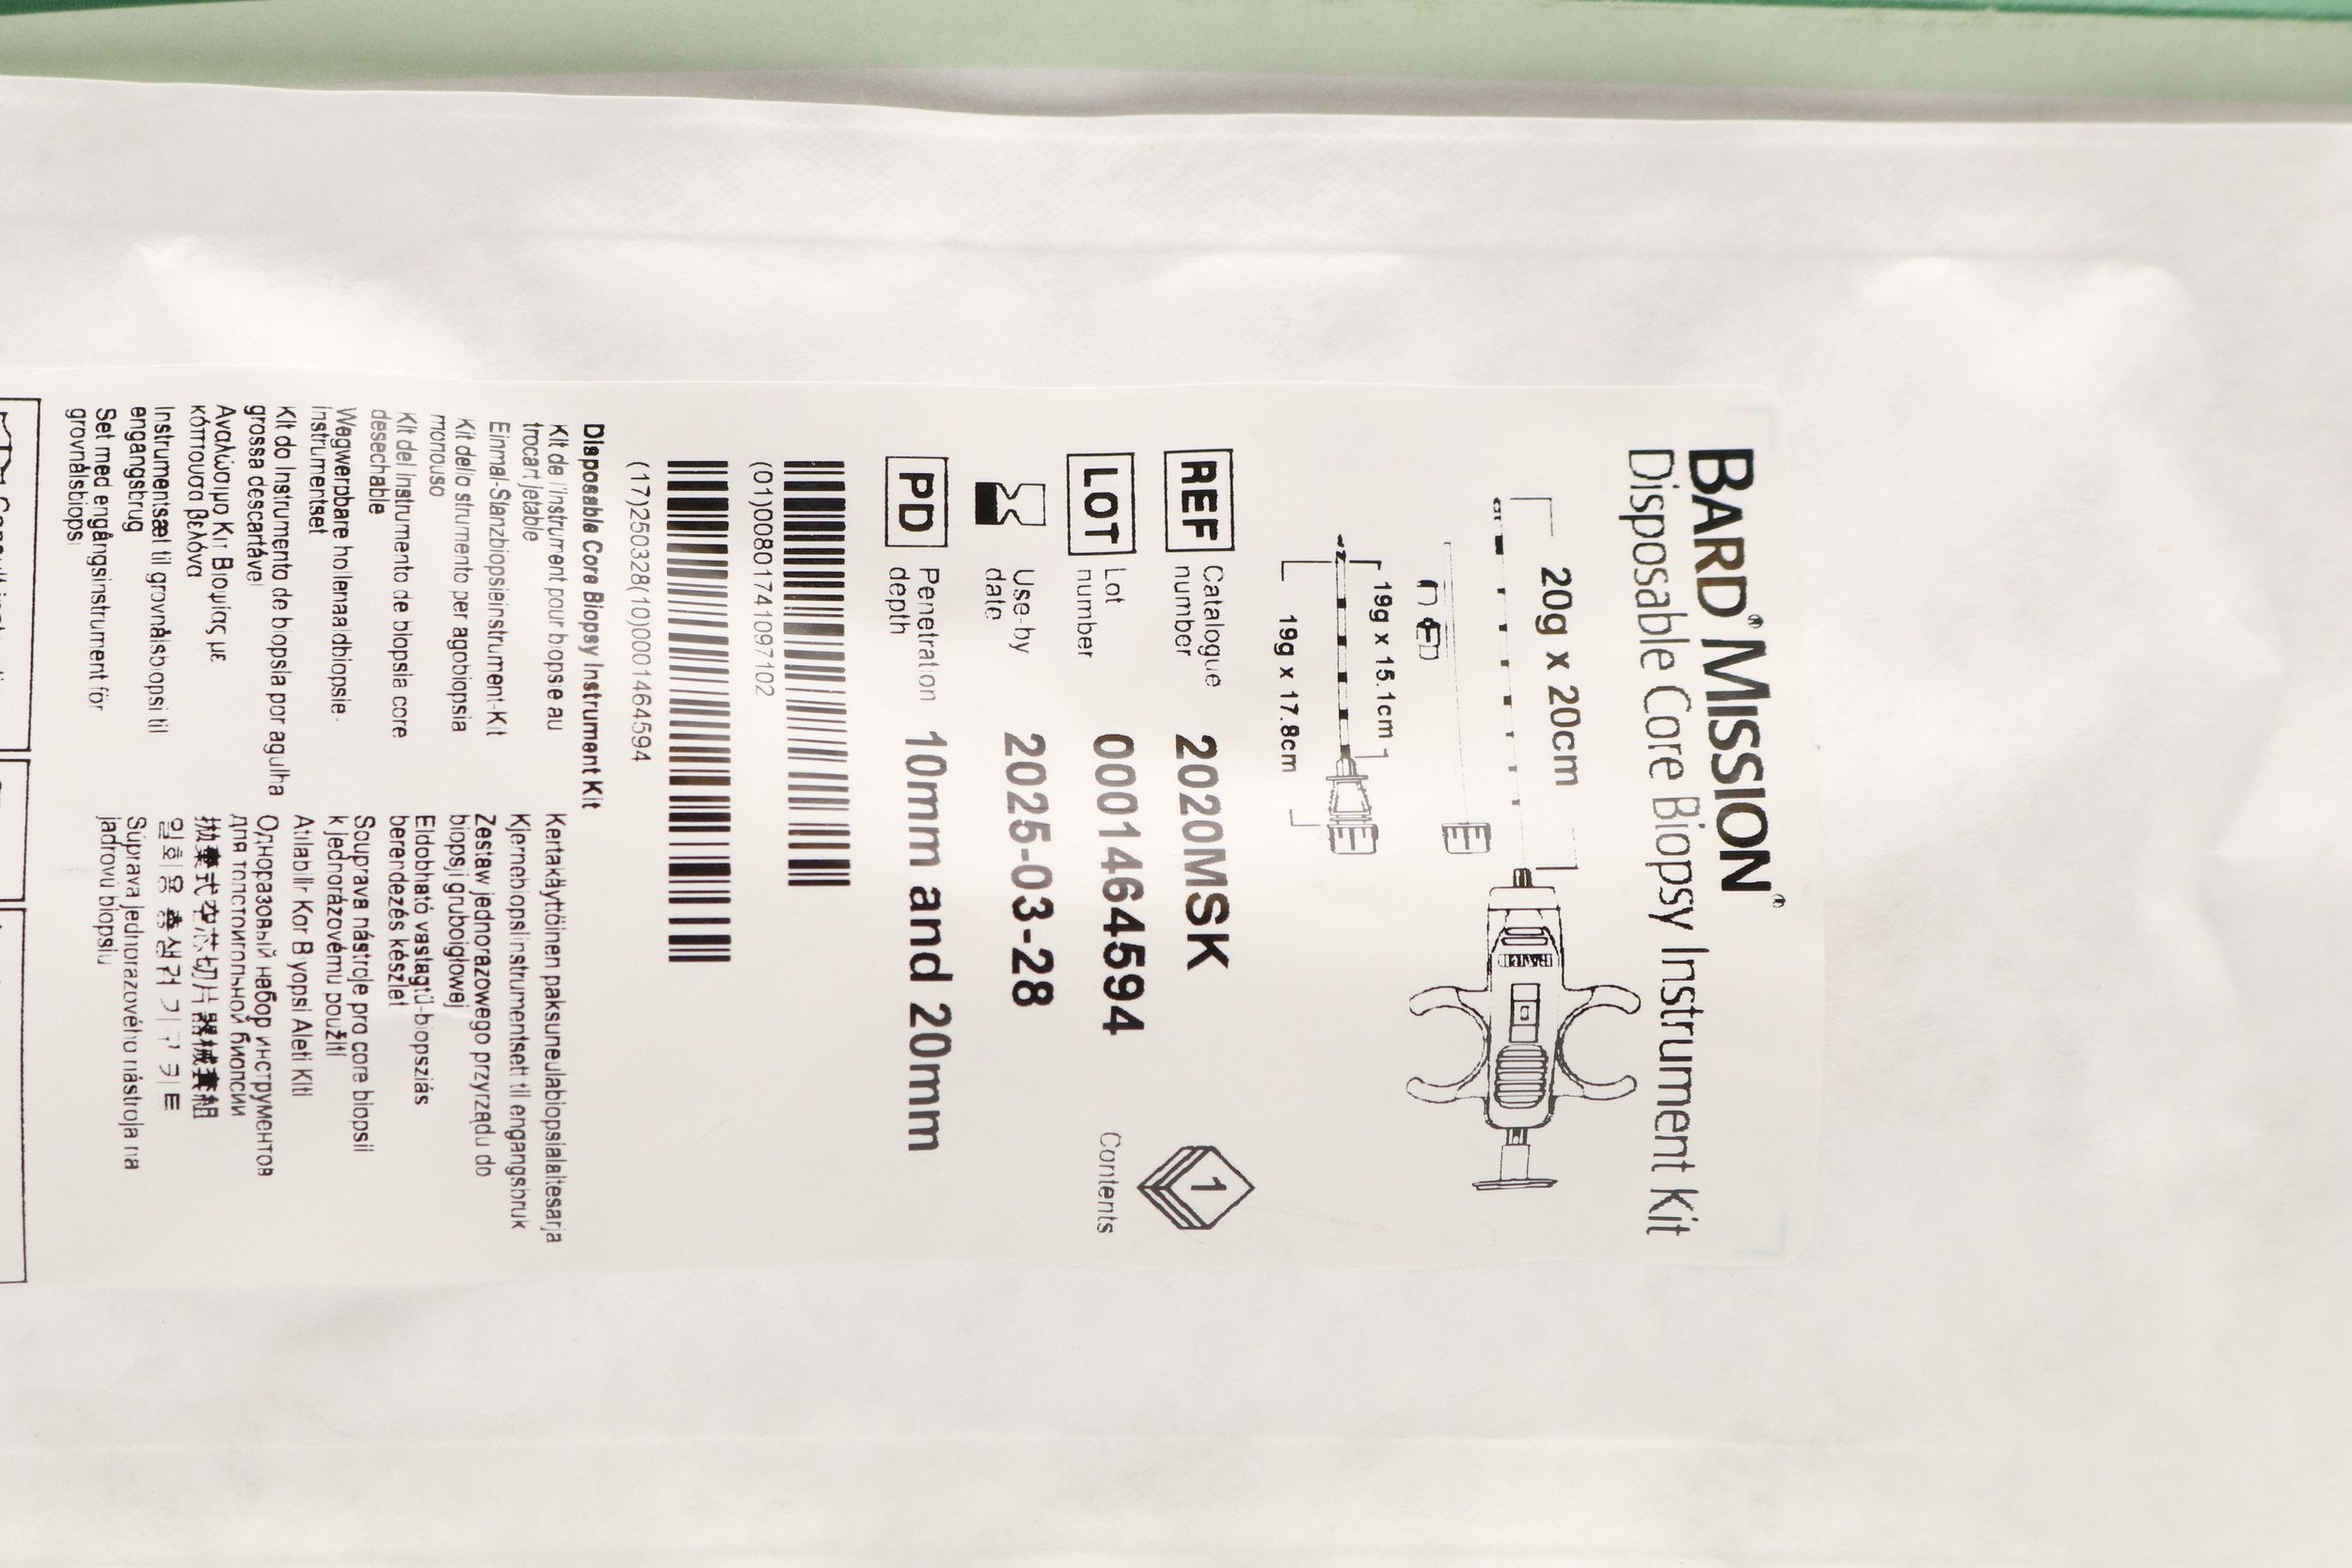 BARD® MISSION®
Disposable Core Biopsy Instrument Kit
20g x 20cm
BARD
19g x 15.1cm
19g x 17.8cm
REF Catalogue number 2020MSK
LOT Lot number 0001464594
Use-by date 2025-03-28
PD Penetration depth 10mm and 20mm
1
Contents
(01)00801741097102
(17)250328(10)0001464594
Disposable Core Biopsy Instrument Kit
Kit de l'instrument pour biopsie au
trocart jetable
Einmal-Stanzbiopsieinstrument-Kit
Kit dello strumento per agobiopsia
monouso
Kit del instrumento de biopsia core
desechable
Wegwerpbare hollenaaldbiopsie-
instrumentset
Kit do Instrumento de biopsia por agulha
grossa descartável
Αναλώσιμο Κιτ Βιοψίας με
κόπτουσα βελόνα
Instrumentsæt til grovnålsbiopsi til
engangsbrug
Set med engångsinstrument för
grovnålsbiopsi
Kertakäyttöinen paksuneulabiopsialaitesarja
Kjernebiopsiinstrumentsett til engangsbruk
Zestaw jednorazowego przyrządu do
biopsji gruboigłowej
Eldobható vastagtű-biopsziás
berendezés készlet
Souprava nástroje pro core biopsii
k jednorázovému použití
Atılabilir Kor Biyopsi Aleti Kiti
Одноразовый набор инструментов
для толстоигольной биопсии
拋棄式空芯切片器械套組
일회용 총생검 기구 키트
Súprava jednorazového nástroja na
jadrovú biopsiu